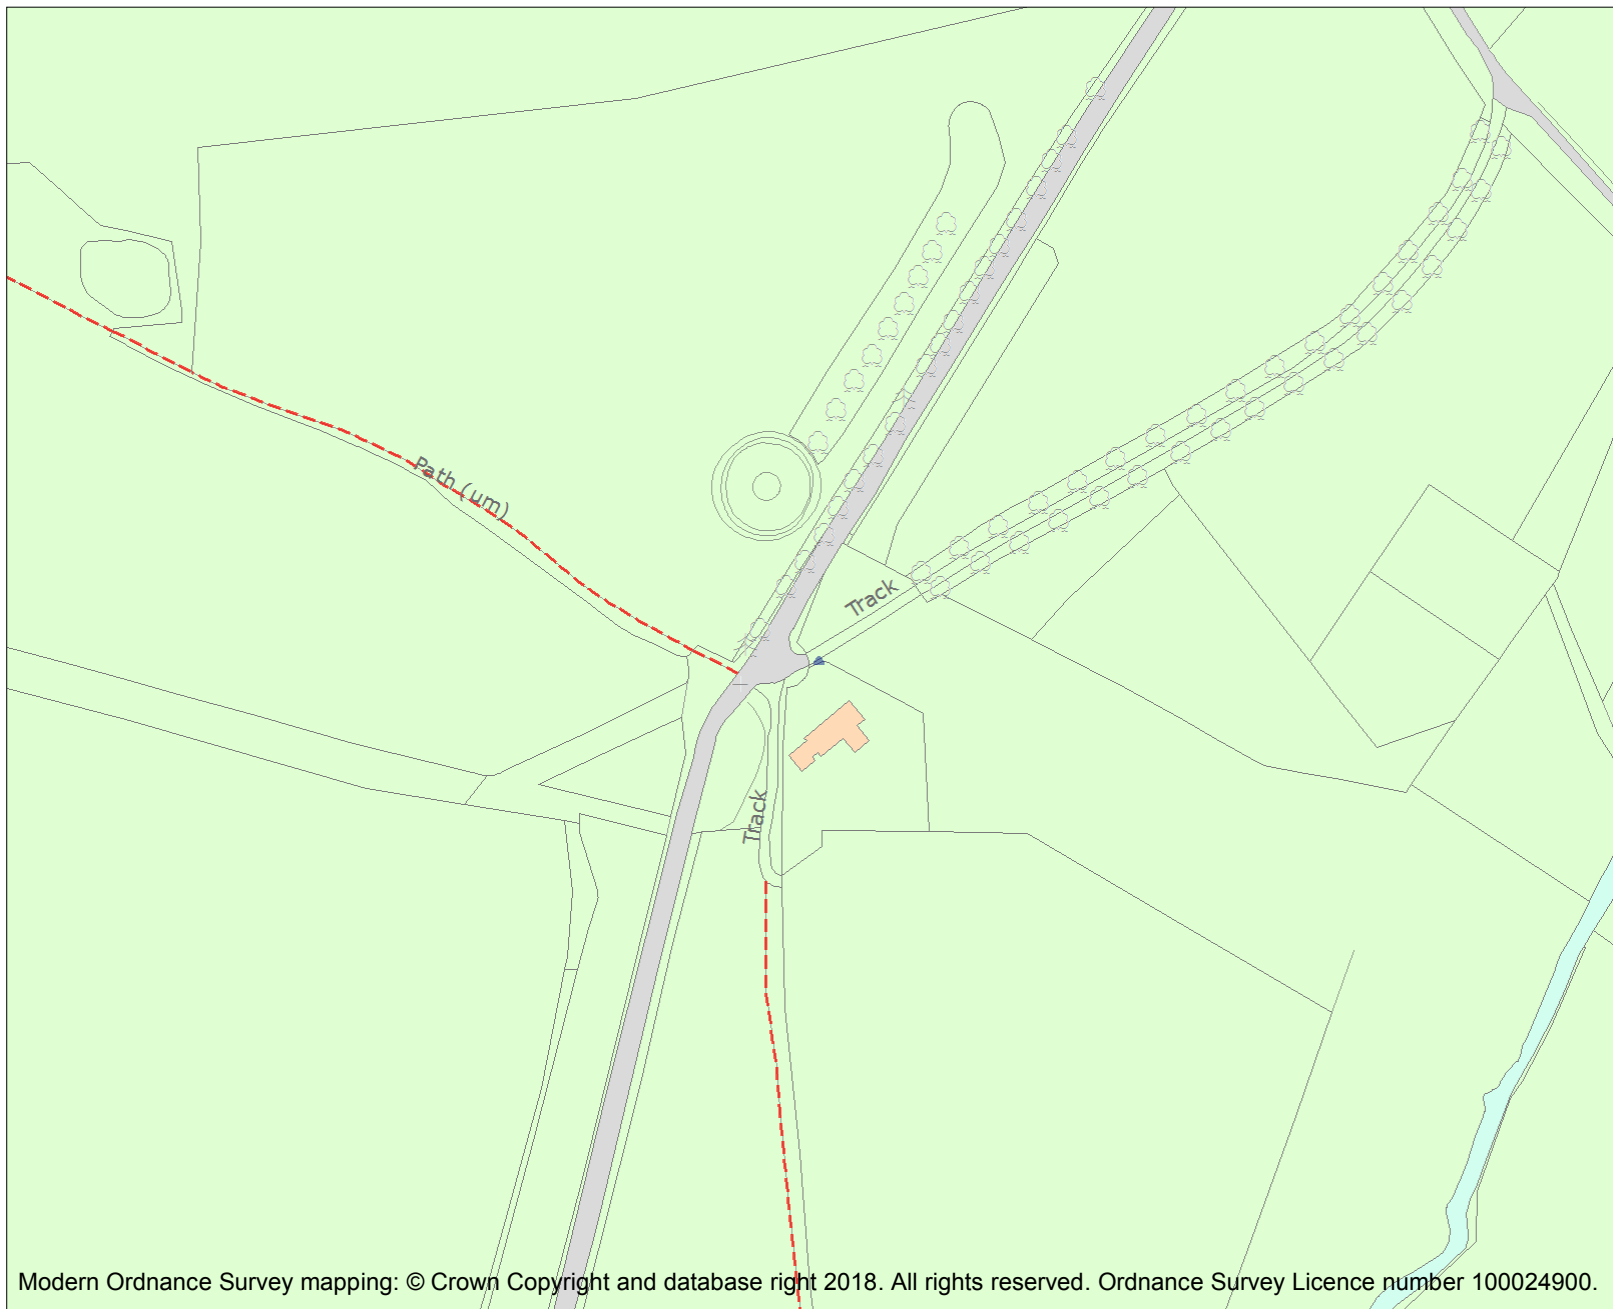 Path (um)
Track
Track
Modern Ordnance Survey mapping: © Crown Copyright and database right 2018. All rights reserved. Ordnance Survey Licence number 100024900.